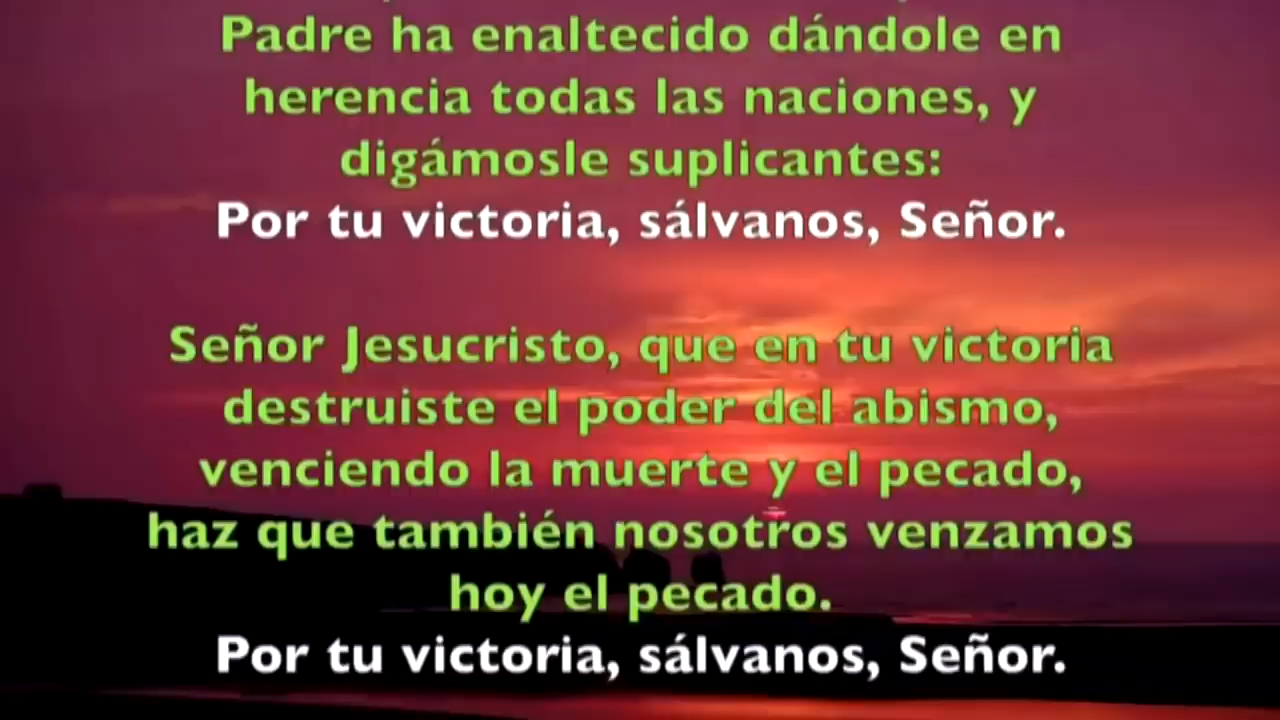 Padre ha enaltecido dándole en
herencia todas las naciones, y
digámosle suplicantes:
Por tu victoria, sálvanos, Señor.
Señor Jesucristo, que en tu victoria
destruiste el poder del abismo,
venciendo la muerte y el pecado,
haz que también nosotros venzamos
hoy el pecado.
Por tu victoria, sálvanos, Señor.